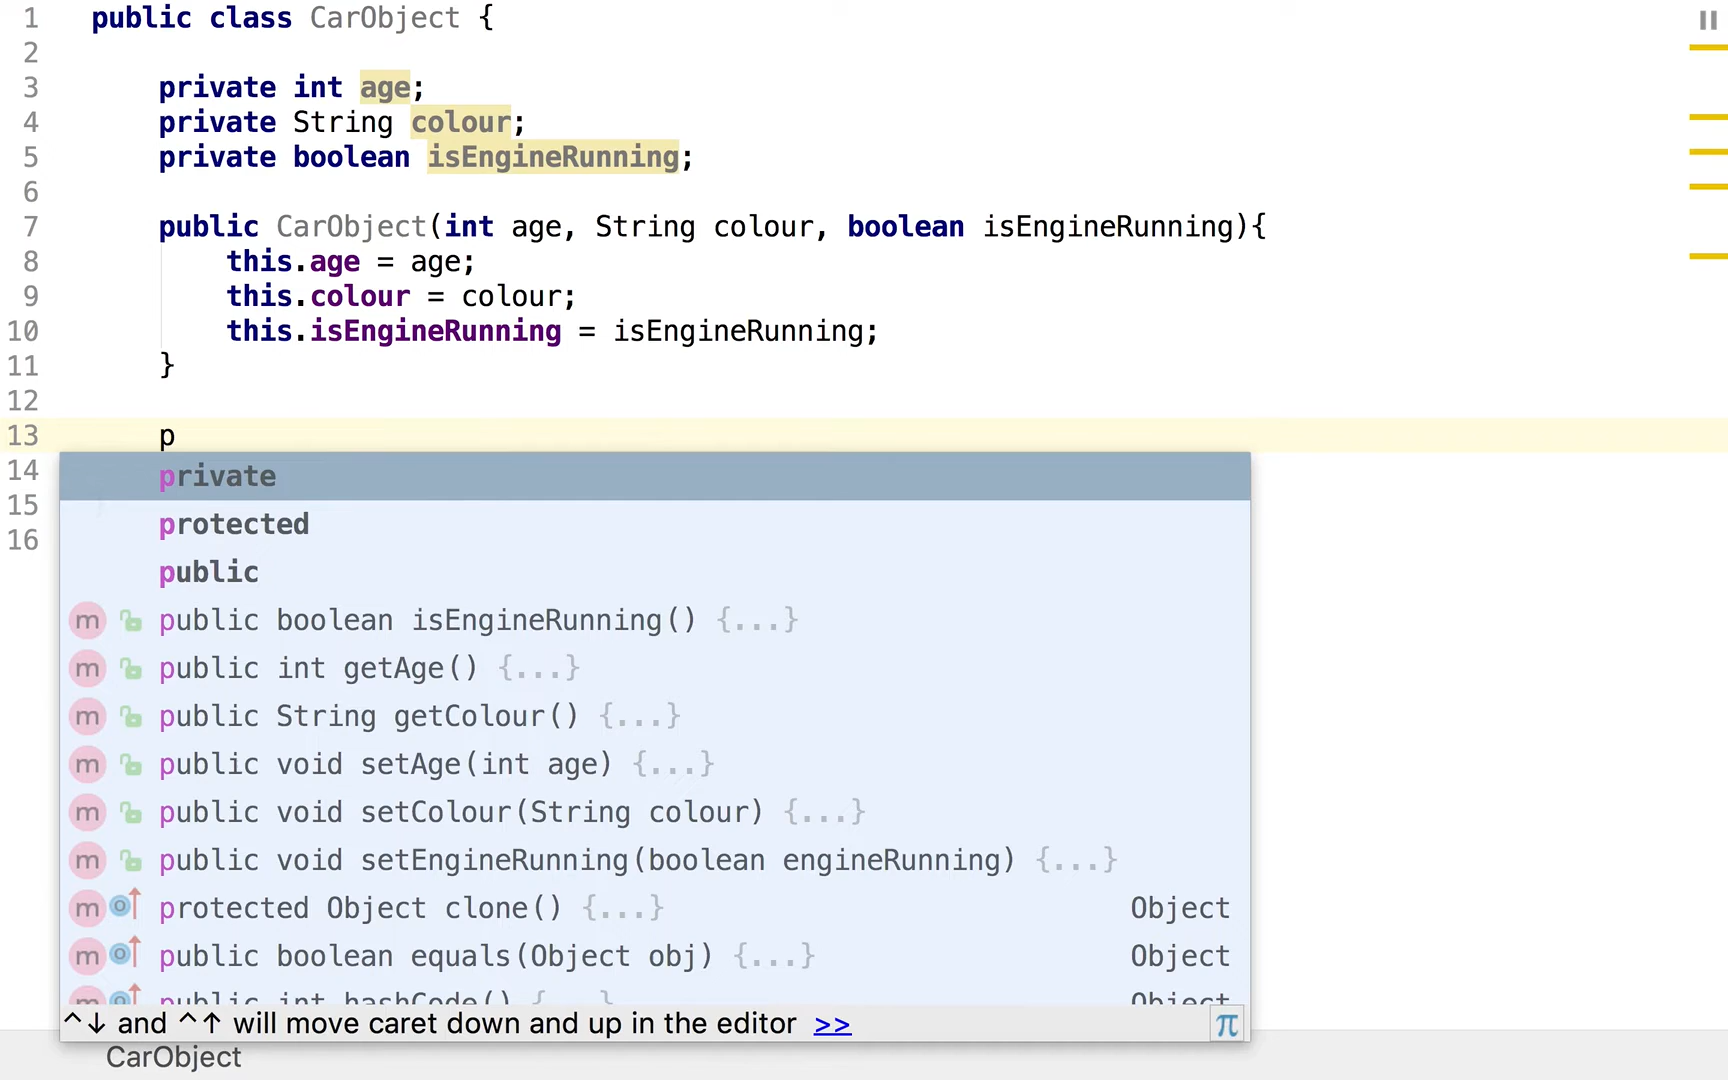 1 public class CarObject {
2
3 private int age;
4 private String colour;
5 private boolean isEngineRunning;
6
7 public CarObject(int age, String colour, boolean isEngineRunning){
8 this.age = age;
9 this.colour = colour;
10 this.isEngineRunning = isEngineRunning;
11 }
12
13 p
14 private
15 protected
16 public
m public boolean isEngineRunning() {...}
m public int getAge() {...}
m public String getColour() {...}
m public void setAge(int age) {...}
m public void setColour(String colour) {...}
m public void setEngineRunning(boolean engineRunning) {...}
m protected Object clone() {...} Object
m public boolean equals(Object obj) {...} Object
m public int hashCode() {...} Object
^↓ and ^↑ will move caret down and up in the editor >> π
CarObject